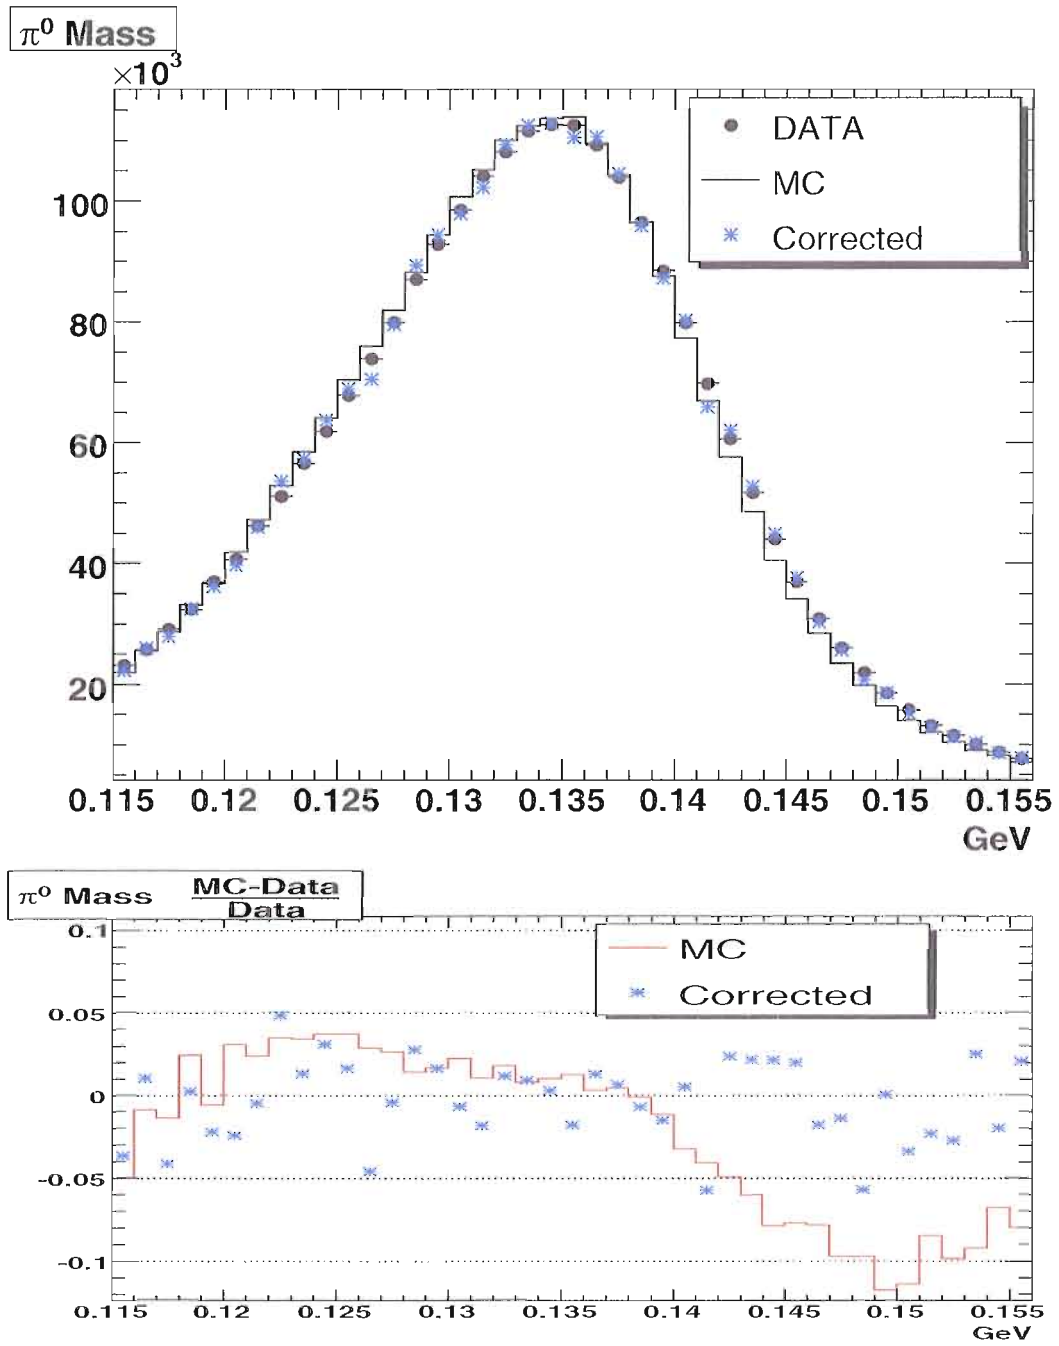 π⁰ Mass
×10³
DATA
MC
Corrected
100
80
60
40
20
0.115 0.12 0.125 0.13 0.135 0.14 0.145 0.15 0.155
GeV
π⁰ Mass MC-Data
Data
0.1
MC
Corrected
0.05
0
-0.05
-0.1
0.115 0.12 0.125 0.13 0.135 0.14 0.145 0.15 0.155
GeV